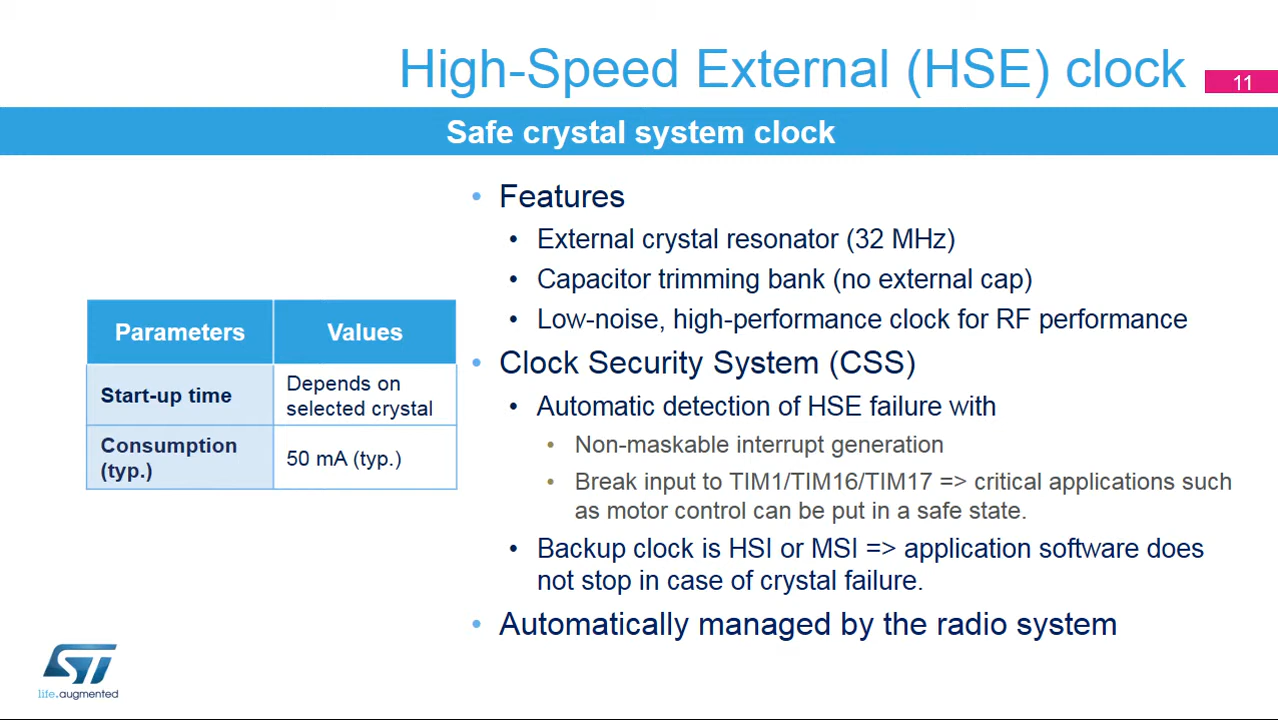 High-Speed External (HSE) clock
11
Safe crystal system clock
• Features
• External crystal resonator (32 MHz)
• Capacitor trimming bank (no external cap)
• Low-noise, high-performance clock for RF performance
• Clock Security System (CSS)
• Automatic detection of HSE failure with
• Non-maskable interrupt generation
• Break input to TIM1/TIM16/TIM17 => critical applications such
as motor control can be put in a safe state.
• Backup clock is HSI or MSI => application software does
not stop in case of crystal failure.
• Automatically managed by the radio system
Parameters Values
Start-up time Depends on
selected crystal
Consumption
(typ.) 50 mA (typ.)
ST
life.augmented